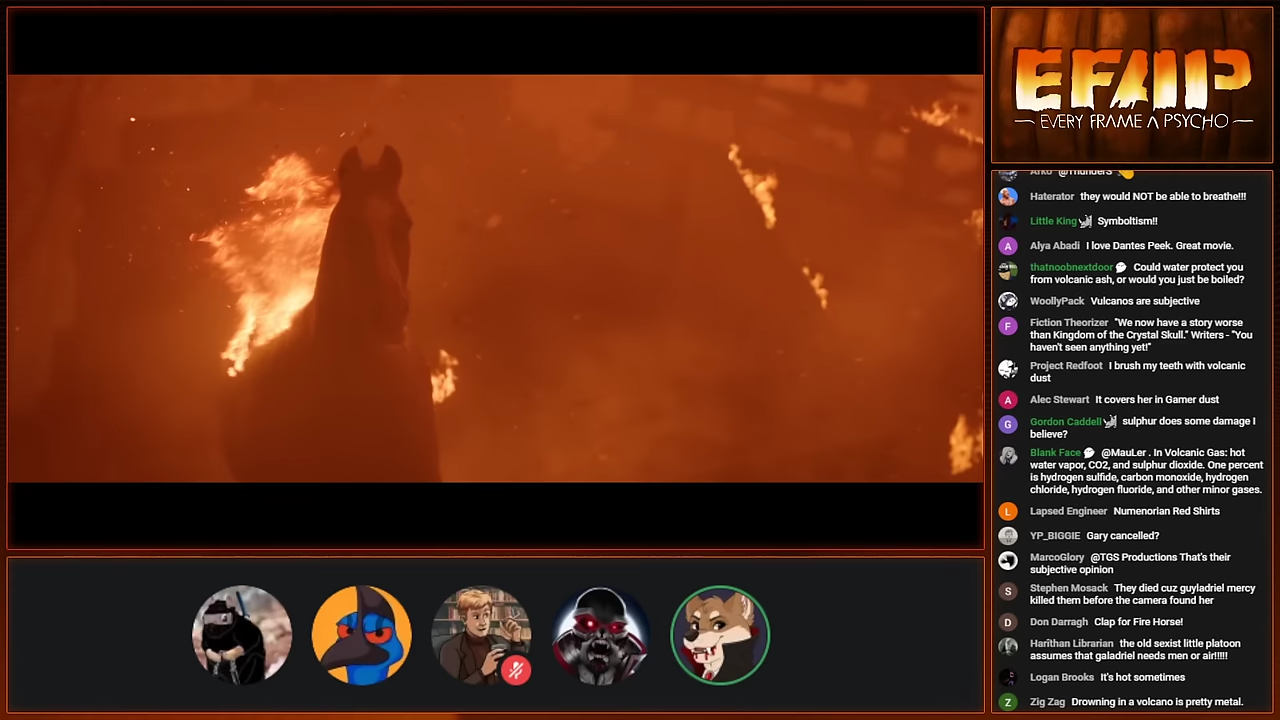 EFAP
EVERY FRAME A PSYCHO
Arko @ThunderS
Haterator they would NOT be able to breathe!!!
Little King Symboltism!!
A Alya Abadi I love Dantes Peek. Great movie.
thatnoobnextdoor Could water protect you
from volcanic ash, or would you just be boiled?
WoollyPack Vulcanos are subjective
F Fiction Theorizer "We now have a story worse
than Kingdom of the Crystal Skull." Writers - "You
haven't seen anything yet!"
Project Redfoot I brush my teeth with volcanic
dust
A Alec Stewart It covers her in Gamer dust
G Gordon Caddell sulphur does some damage I
believe?
Blank Face @MauLer . In Volcanic Gas: hot
water vapor, CO2, and sulphur dioxide. One percent
is hydrogen sulfide, carbon monoxide, hydrogen
chloride, hydrogen fluoride, and other minor gases.
L Lapsed Engineer Numenorian Red Shirts
YP_BIGGIE Gary cancelled?
MarcoGlory @TGS Productions That's their
subjective opinion
S Stephen Mosack They died cuz guyladriel mercy
killed them before the camera found her
D Don Darragh Clap for Fire Horse!
Harîthan Librarian the old sexist little platoon
assumes that galadriel needs men or air!!!!!
Logan Brooks It's hot sometimes
Z Zig Zag Drowning in a volcano is pretty metal.